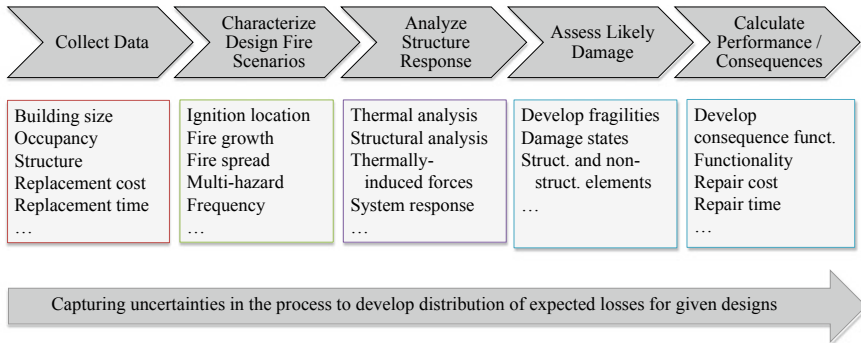 Collect Data
Characterize
Design Fire
Scenarios
Analyze
Structure
Response
Assess Likely
Damage
Calculate
Performance /
Consequences
Building size
Occupancy
Structure
Replacement cost
Replacement time
…
Ignition location
Fire growth
Fire spread
Multi-hazard
Frequency
…
Thermal analysis
Structural analysis
Thermally-
induced forces
System response
…
Develop fragilities
Damage states
Struct. and non-
struct. elements
…
Develop
consequence funct.
Functionality
Repair cost
Repair time
…
Capturing uncertainties in the process to develop distribution of expected losses for given designs